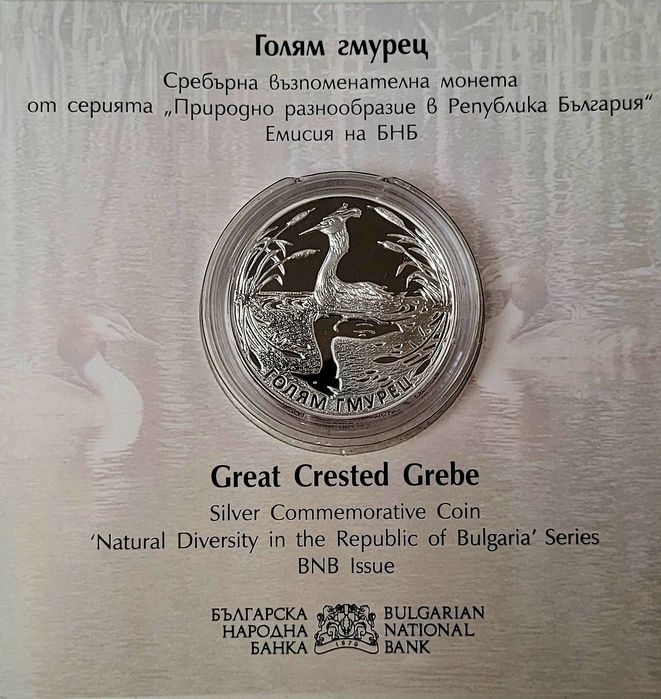 Голям гмурец
Сребърна възпоменателна монета
от серията „Природно разнообразие в Република България“
Емисия на БНБ
ГОЛЯМ ГМУРЕЦ
Great Crested Grebe
Silver Commemorative Coin
‘Natural Diversity in the Republic of Bulgaria’ Series
BNB Issue
БЪЛГАРСКА
НАРОДНА
БАНКА
1879
BULGARIAN
NATIONAL
BANK